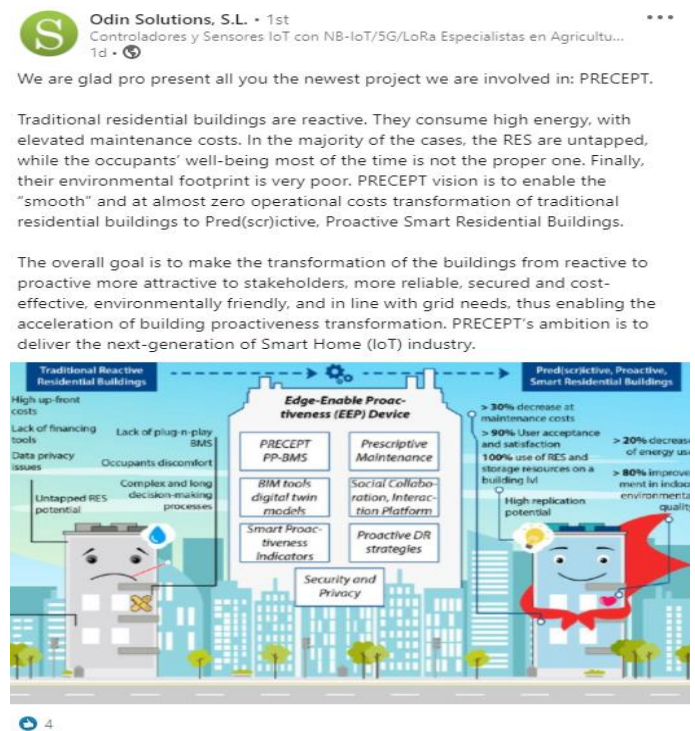 S
Odin Solutions, S.L. • 1st
Controladores y Sensores IoT con NB-IoT/5G/LoRa Especialistas en Agricultu...
1d •
We are glad pro present all you the newest project we are involved in: PRECEPT.
Traditional residential buildings are reactive. They consume high energy, with
elevated maintenance costs. In the majority of the cases, the RES are untapped,
while the occupants' well-being most of the time is not the proper one. Finally,
their environmental footprint is very poor. PRECEPT vision is to enable the
"smooth" and at almost zero operational costs transformation of traditional
residential buildings to Pred(scr)ictive, Proactive Smart Residential Buildings.
The overall goal is to make the transformation of the buildings from reactive to
proactive more attractive to stakeholders, more reliable, secured and cost-
effective, environmentally friendly, and in line with grid needs, thus enabling the
acceleration of building proactiveness transformation. PRECEPT's ambition is to
deliver the next-generation of Smart Home (IoT) industry.
Traditional Reactive
Residential Buildings
High up-front
costs
Lack of financing
tools
Data privacy
issues
Untapped RES
potential
Lack of plug-n-play
BMS
Occupants discomfort
Complex and long
decision-making
processes
Edge-Enable Proac-
tiveness (EEP) Device
PRECEPT
PP-BMS
Prescriptive
Maintenance
BIM tools
digital twin
models
Social Collabo-
ration, Interac-
tion Platform
Smart Proac-
tiveness
Indicators
Proactive DR
strategies
Security and
Privacy
Pred(scr)ictive, Proactive,
Smart Residential Buildings
> 30% decrease at
maintenance costs
> 90% User acceptance
and satisfaction
100% use of RES and
storage resources on a
building lvl
High replication
potential
> 20% decrease
of energy us
> 80% improve
ment in indoo
environmenta
quality
4